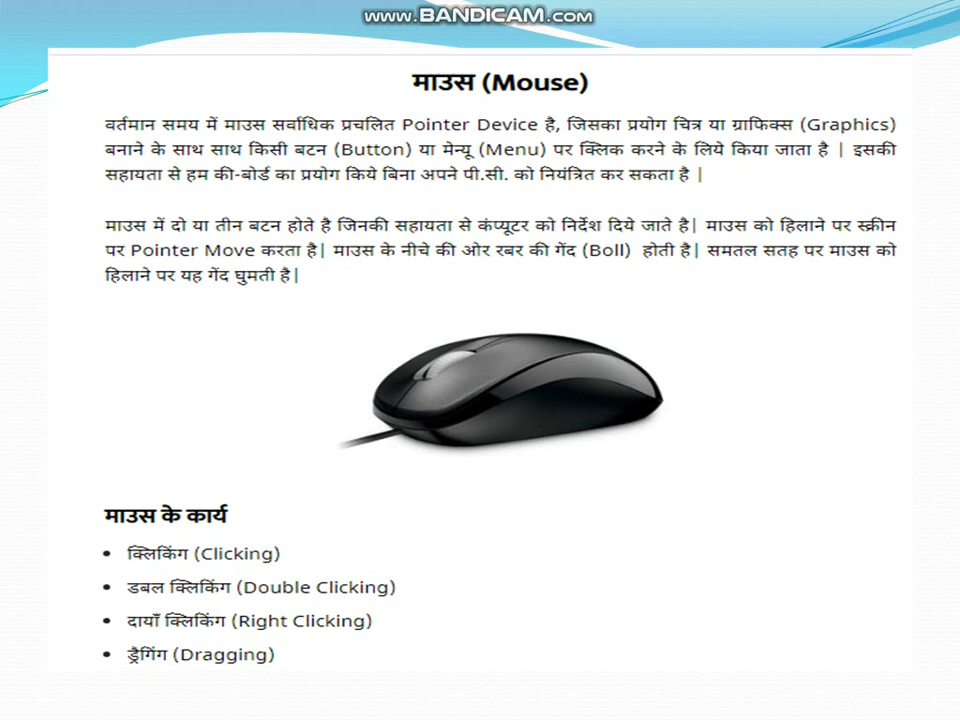 www.BANDICAM.com
माउस (Mouse)
वर्तमान समय में माउस सर्वाधिक प्रचलित Pointer Device है, जिसका प्रयोग चित्र या ग्राफिक्स (Graphics)
बनाने के साथ साथ किसी बटन (Button) या मेन्यू (Menu) पर क्लिक करने के लिये किया जाता है | इसकी
सहायता से हम की-बोर्ड का प्रयोग किये बिना अपने पी.सी. को नियंत्रित कर सकता है |
माउस में दो या तीन बटन होते है जिनकी सहायता से कंप्यूटर को निर्देश दिये जाते है| माउस को हिलाने पर स्क्रीन
पर Pointer Move करता है| माउस के नीचे की ओर रबर की गेंद (Boll) होती है| समतल सतह पर माउस को
हिलाने पर यह गेंद घुमती है|
माउस के कार्य
• क्लिकिंग (Clicking)
• डबल क्लिकिंग (Double Clicking)
• दायाँ क्लिकिंग (Right Clicking)
• ड्रैगिंग (Dragging)